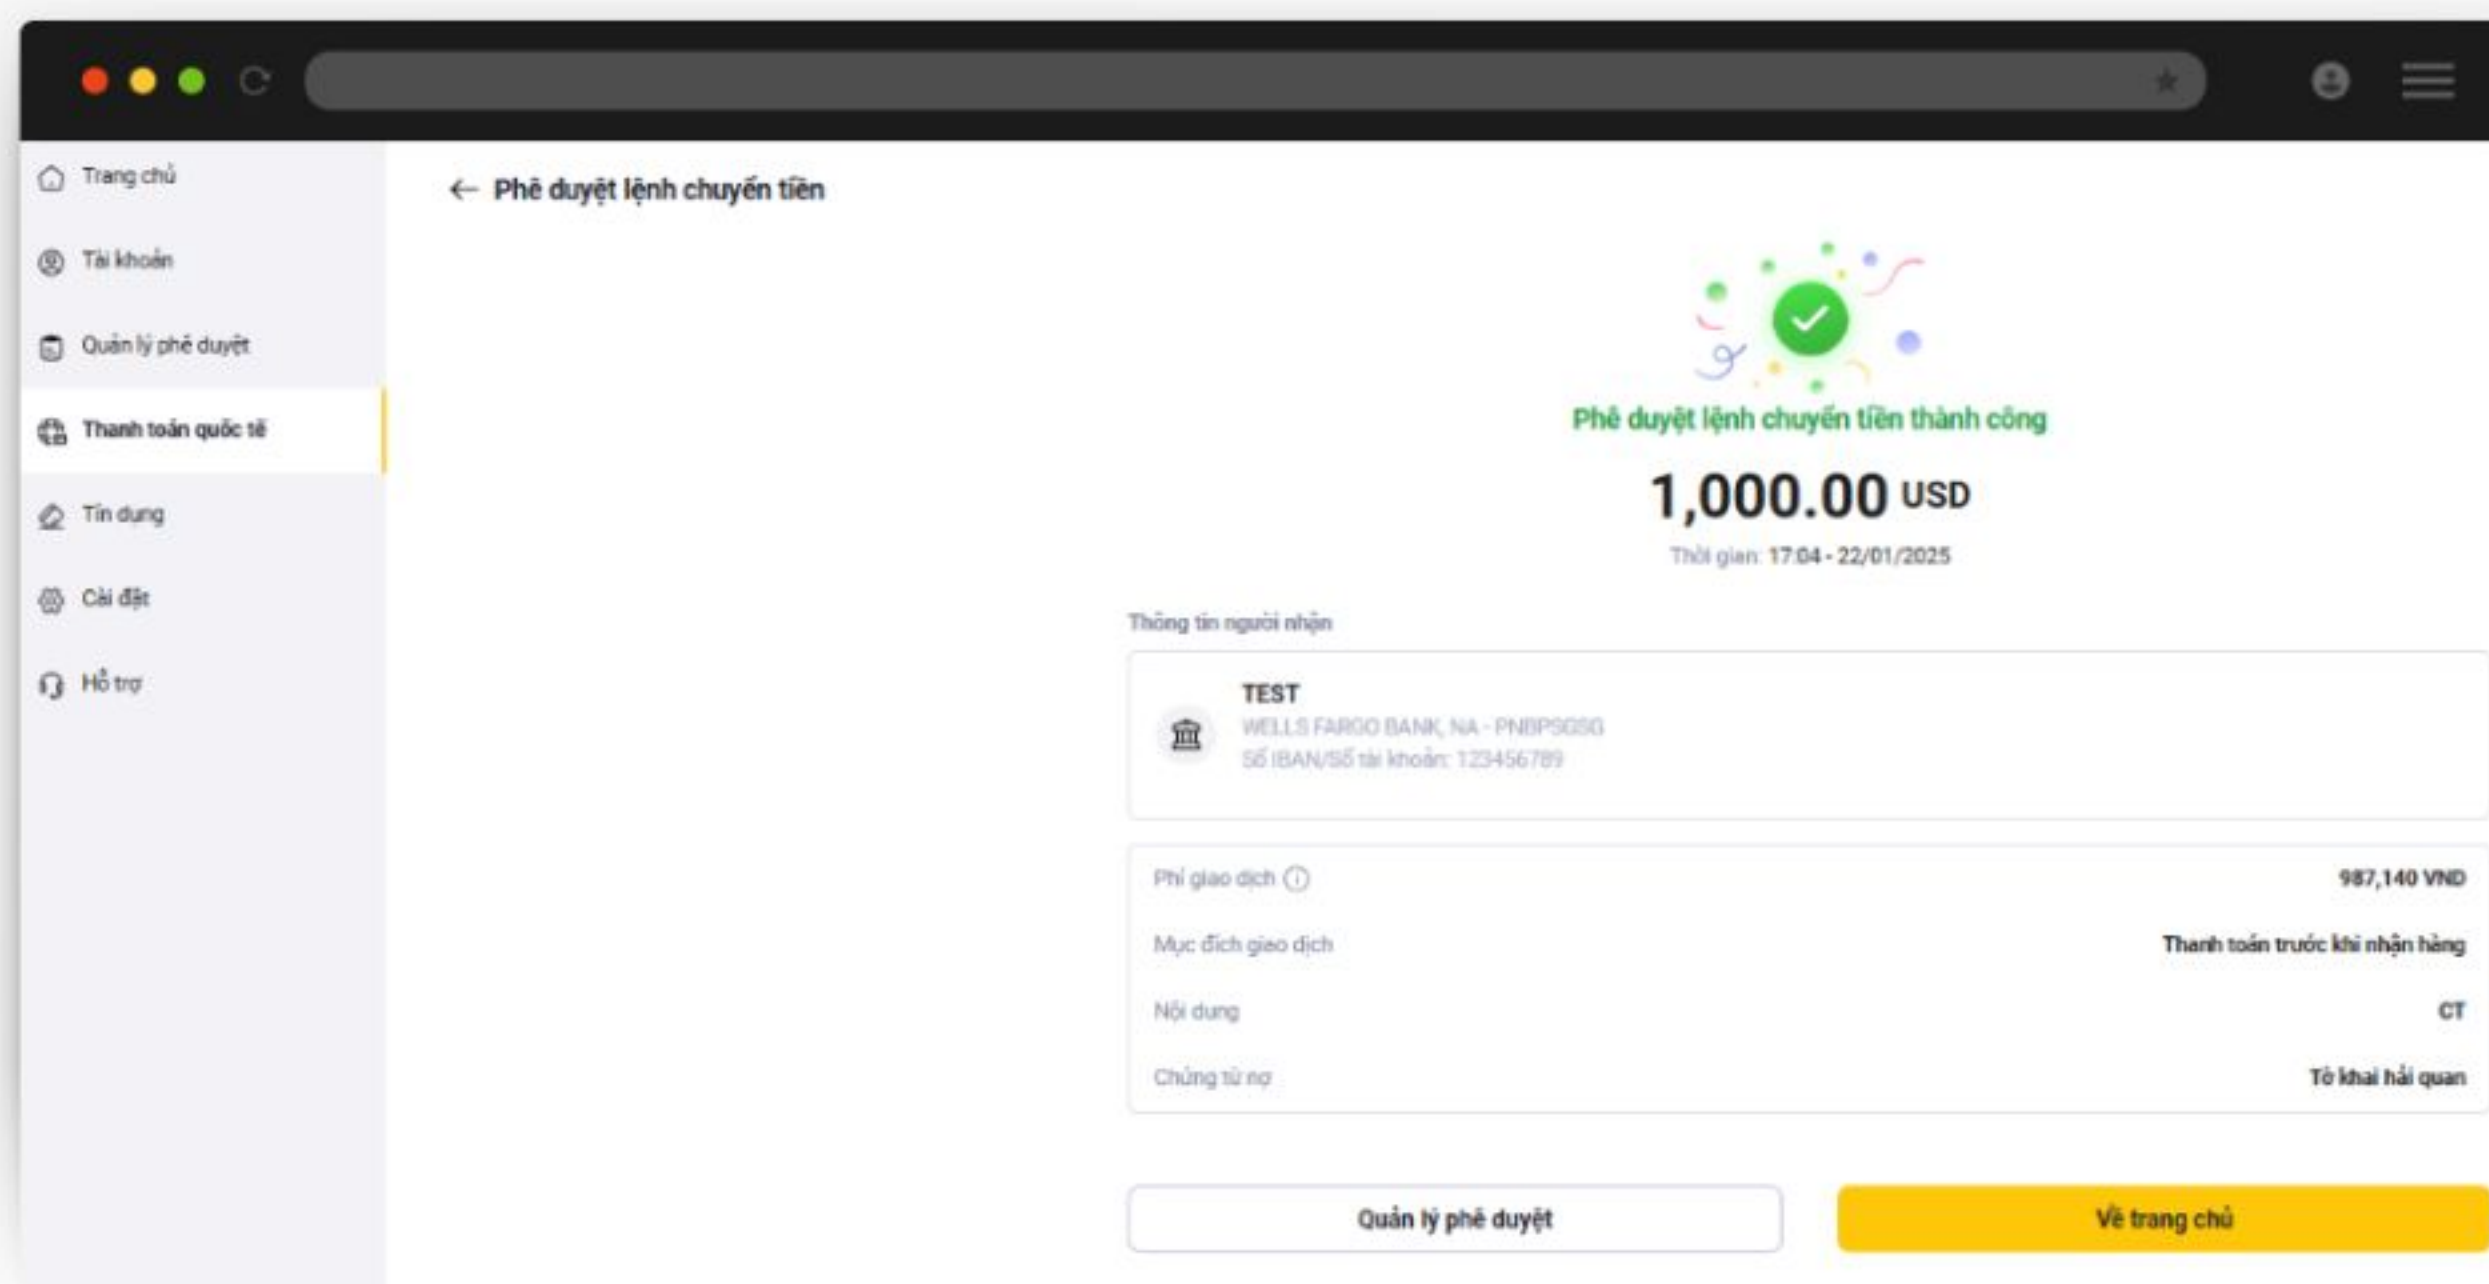 Trang chủ
Tài khoản
Quản lý phê duyệt
Thanh toán quốc tế
Tín dụng
Cài đặt
Hỗ trợ
← Phê duyệt lệnh chuyển tiền
Phê duyệt lệnh chuyển tiền thành công
1,000.00 USD
Thời gian: 17:04 - 22/01/2025
Thông tin người nhận
TEST
WELLS FARGO BANK, NA - PNBPSGSG
Số IBAN/Số tài khoản: 123456789
Phí giao dịch 987,140 VND
Mục đích giao dịch Thanh toán trước khi nhận hàng
Nội dung CT
Chứng từ nợ Tờ khai hải quan
Quản lý phê duyệt
Về trang chủ